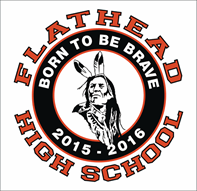 FLATHEAD
BORN TO BE BRAVE
2015 - 2016
HIGH SCHOOL